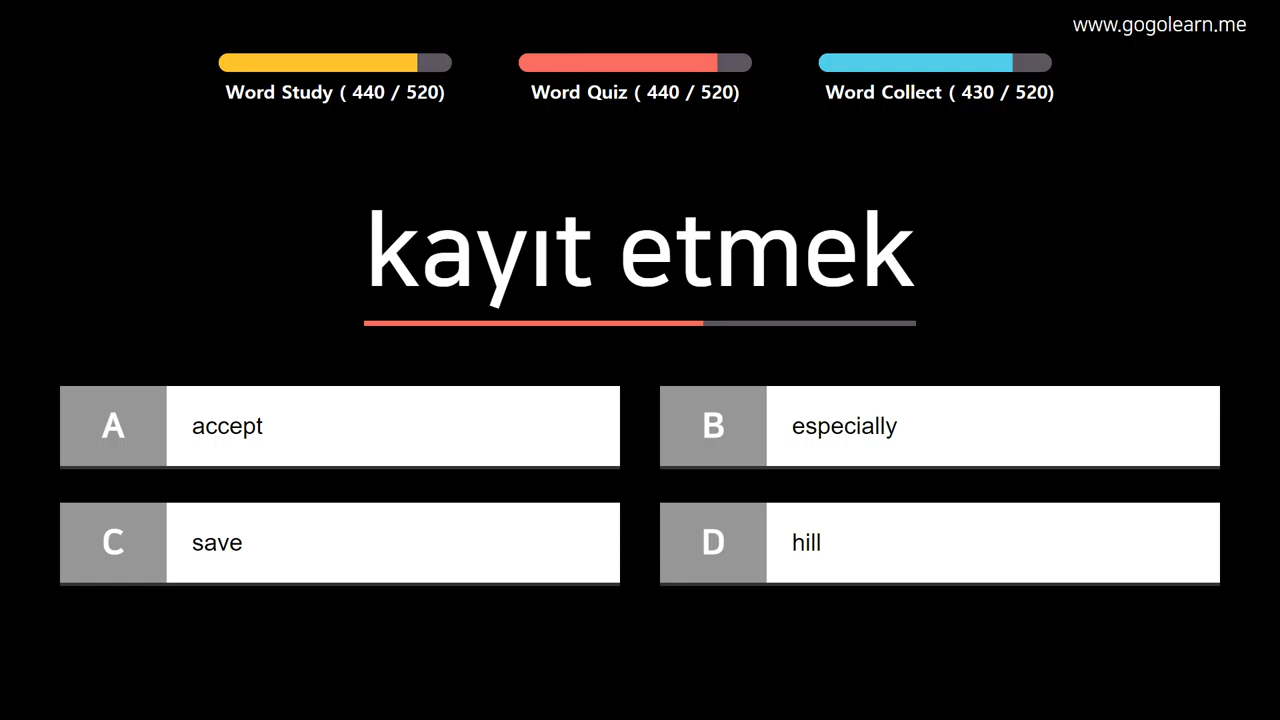 www.gogolearn.me
Word Study ( 440 / 520)
Word Quiz ( 440 / 520)
Word Collect ( 430 / 520)
kayıt etmek
A accept
B especially
C save
D hill